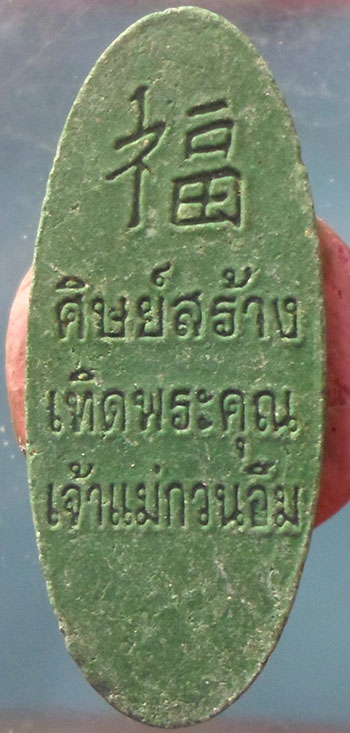 福
ศิษย์สร้าง
เทิดพระคุณ
เจ้าแม่กวนอิม